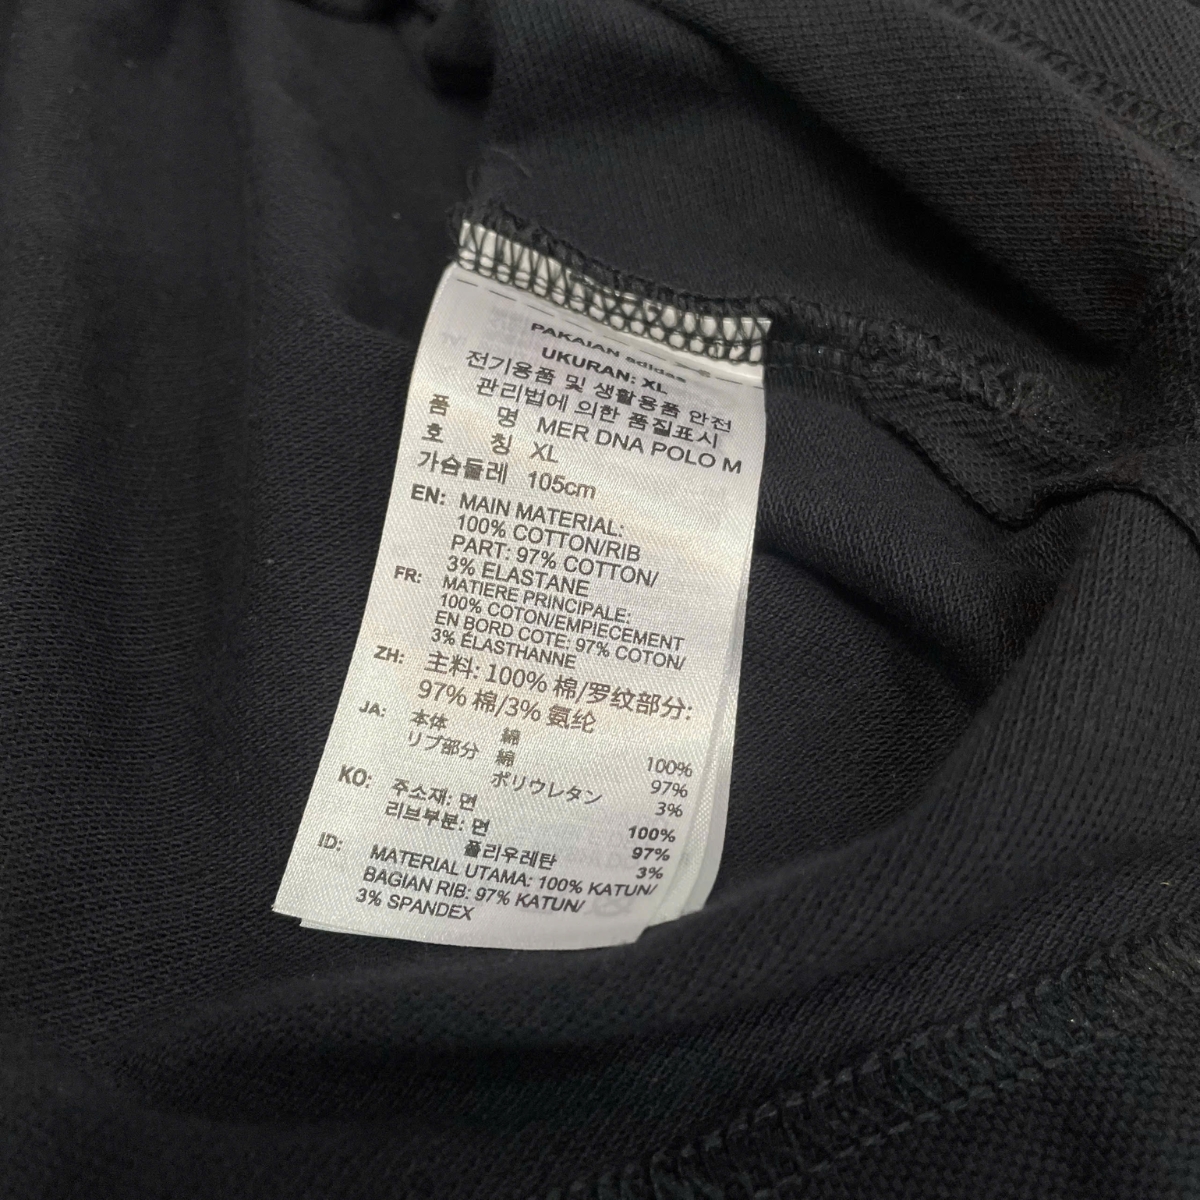 PAKAIAN adidas
UKURAN: XL
전기용품 및 생활용품 안전
관리법에 의한 품질표시
품 명 MER DNA POLO M
호 칭 XL
가슴둘레 105cm
EN: MAIN MATERIAL:
100% COTTON/RIB
PART: 97% COTTON/
3% ELASTANE
FR: MATIERE PRINCIPALE:
100% COTON/EMPIECEMENT
EN BORD COTE: 97% COTON/
3% ÉLASTHANNE
ZH: 主料: 100% 棉/罗纹部分:
97% 棉/3% 氨纶
JA: 本体 綿 100%
リブ部分 綿 97%
ポリウレタン 3%
KO: 주소재: 면 100%
리브부분: 면 97%
폴리우레탄 3%
ID: MATERIAL UTAMA: 100% KATUN/
BAGIAN RIB: 97% KATUN/
3% SPANDEX